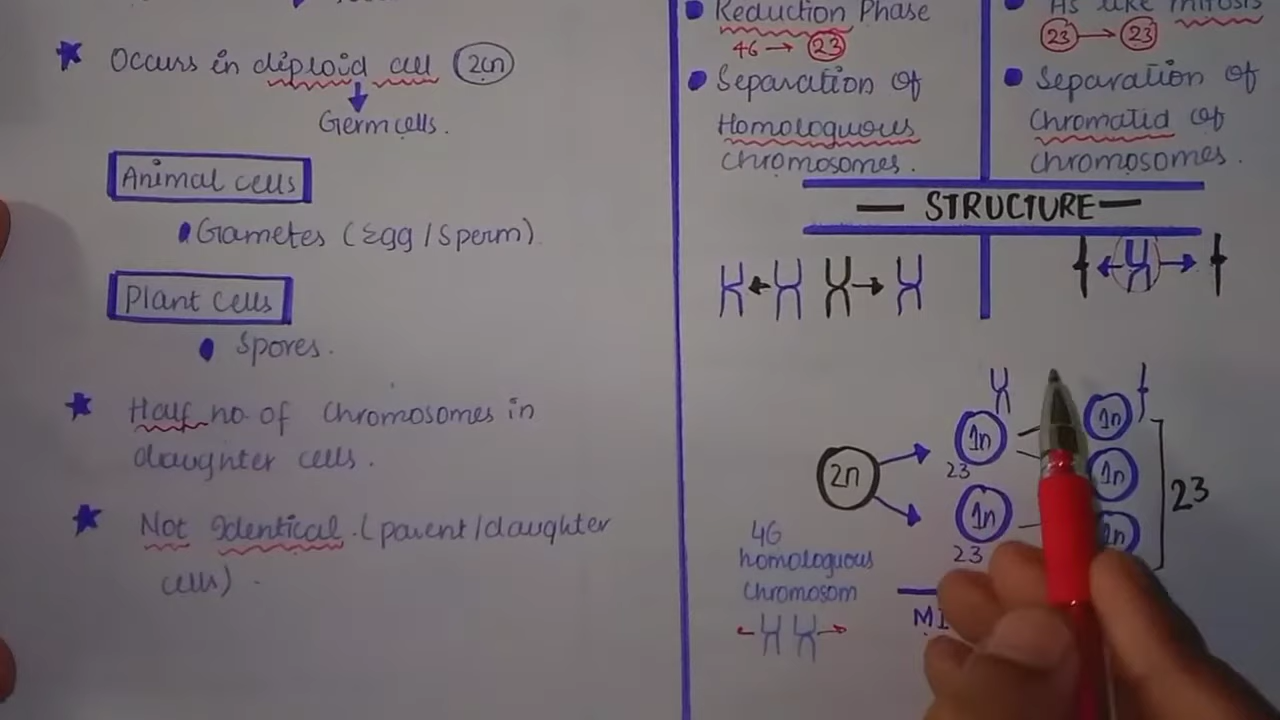 Occurs in diploid cell (2n)
Germ cells.
Animal cells
Gametes (Egg / Sperm)
Plant cells
Spores.
Half no. of chromosomes in
daughter cells.
Not identical. (parent/daughter
cells).
Reduction Phase
46 → 23
Separation of
Homologuous
chromosomes.
As like mitosis
23 → 23
Separation of
Chromatid of
chromosomes.
STRUCTURE
2n
1n
23
1n
23
1n
1n
1n
23
46
homologuous
chromosom